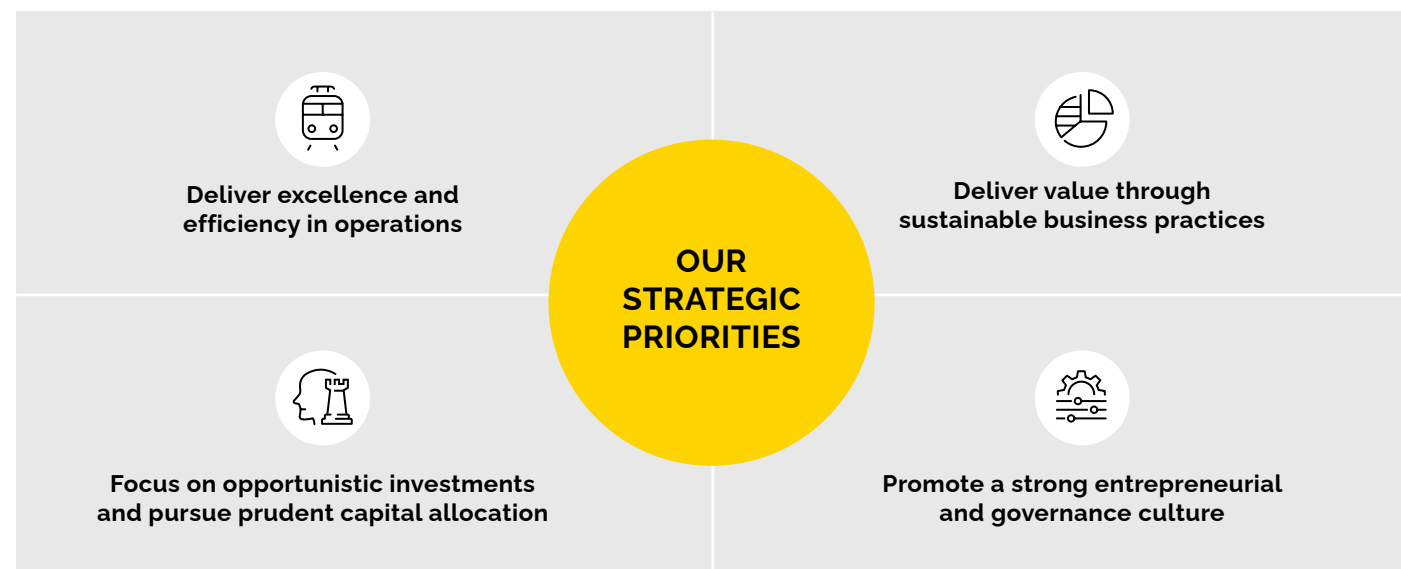 Deliver excellence and
efficiency in operations
Deliver value through
sustainable business practices
OUR
STRATEGIC
PRIORITIES
Focus on opportunistic investments
and pursue prudent capital allocation
Promote a strong entrepreneurial
and governance culture